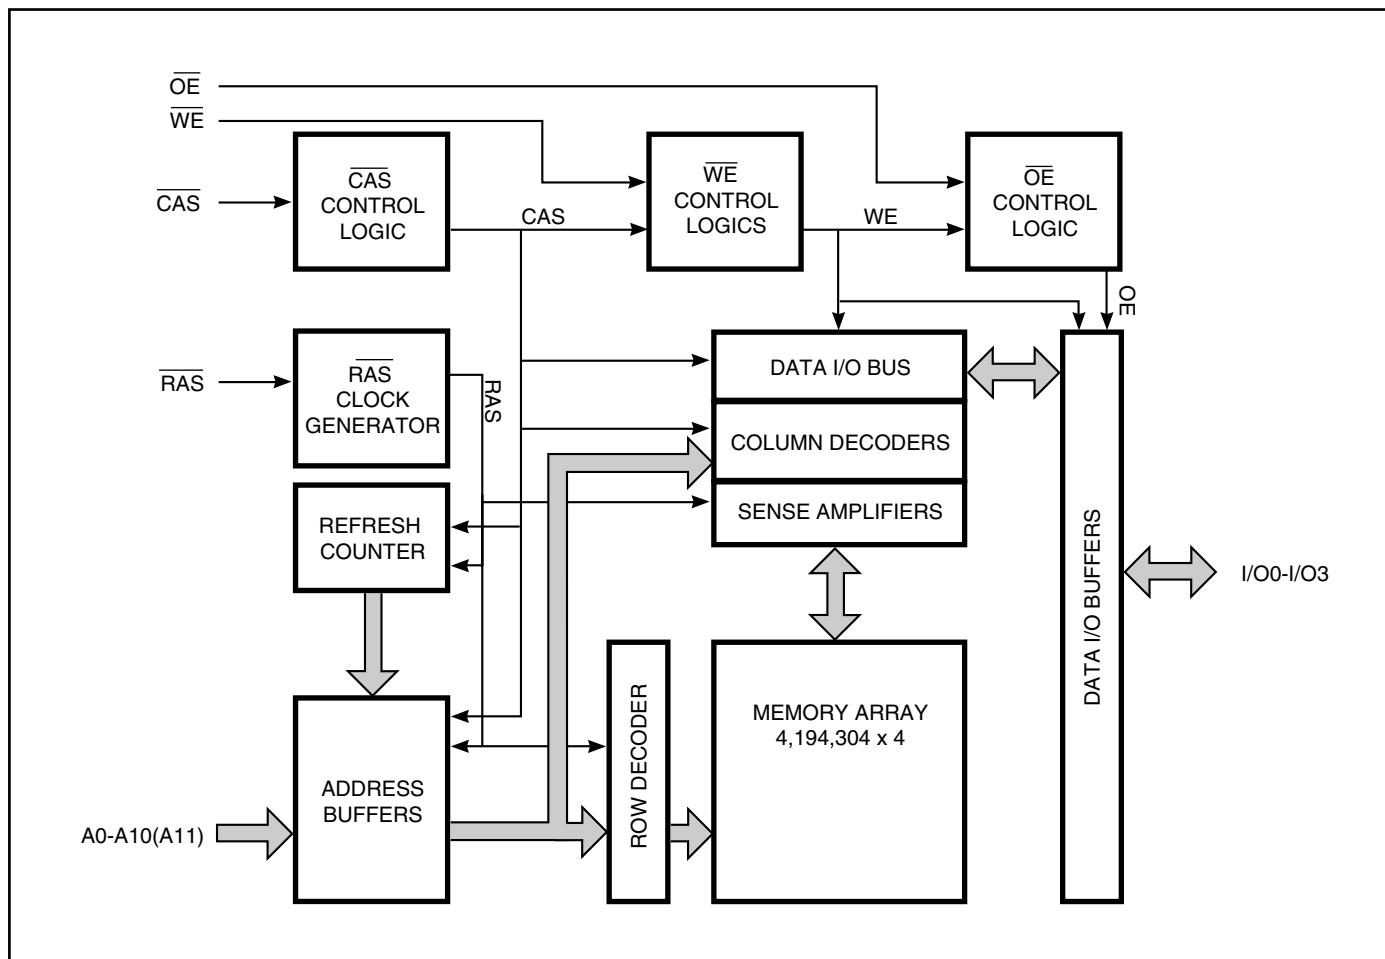 OE
WE
CAS
CAS
CONTROL
LOGIC
CAS
WE
CONTROL
LOGICS
WE
OE
CONTROL
LOGIC
OE
RAS
RAS
CLOCK
GENERATOR
RAS
DATA I/O BUS
COLUMN DECODERS
SENSE AMPLIFIERS
REFRESH
COUNTER
DATA I/O BUFFERS
I/O0-I/O3
ADDRESS
BUFFERS
A0-A10(A11)
ROW DECODER
MEMORY ARRAY
4,194,304 x 4